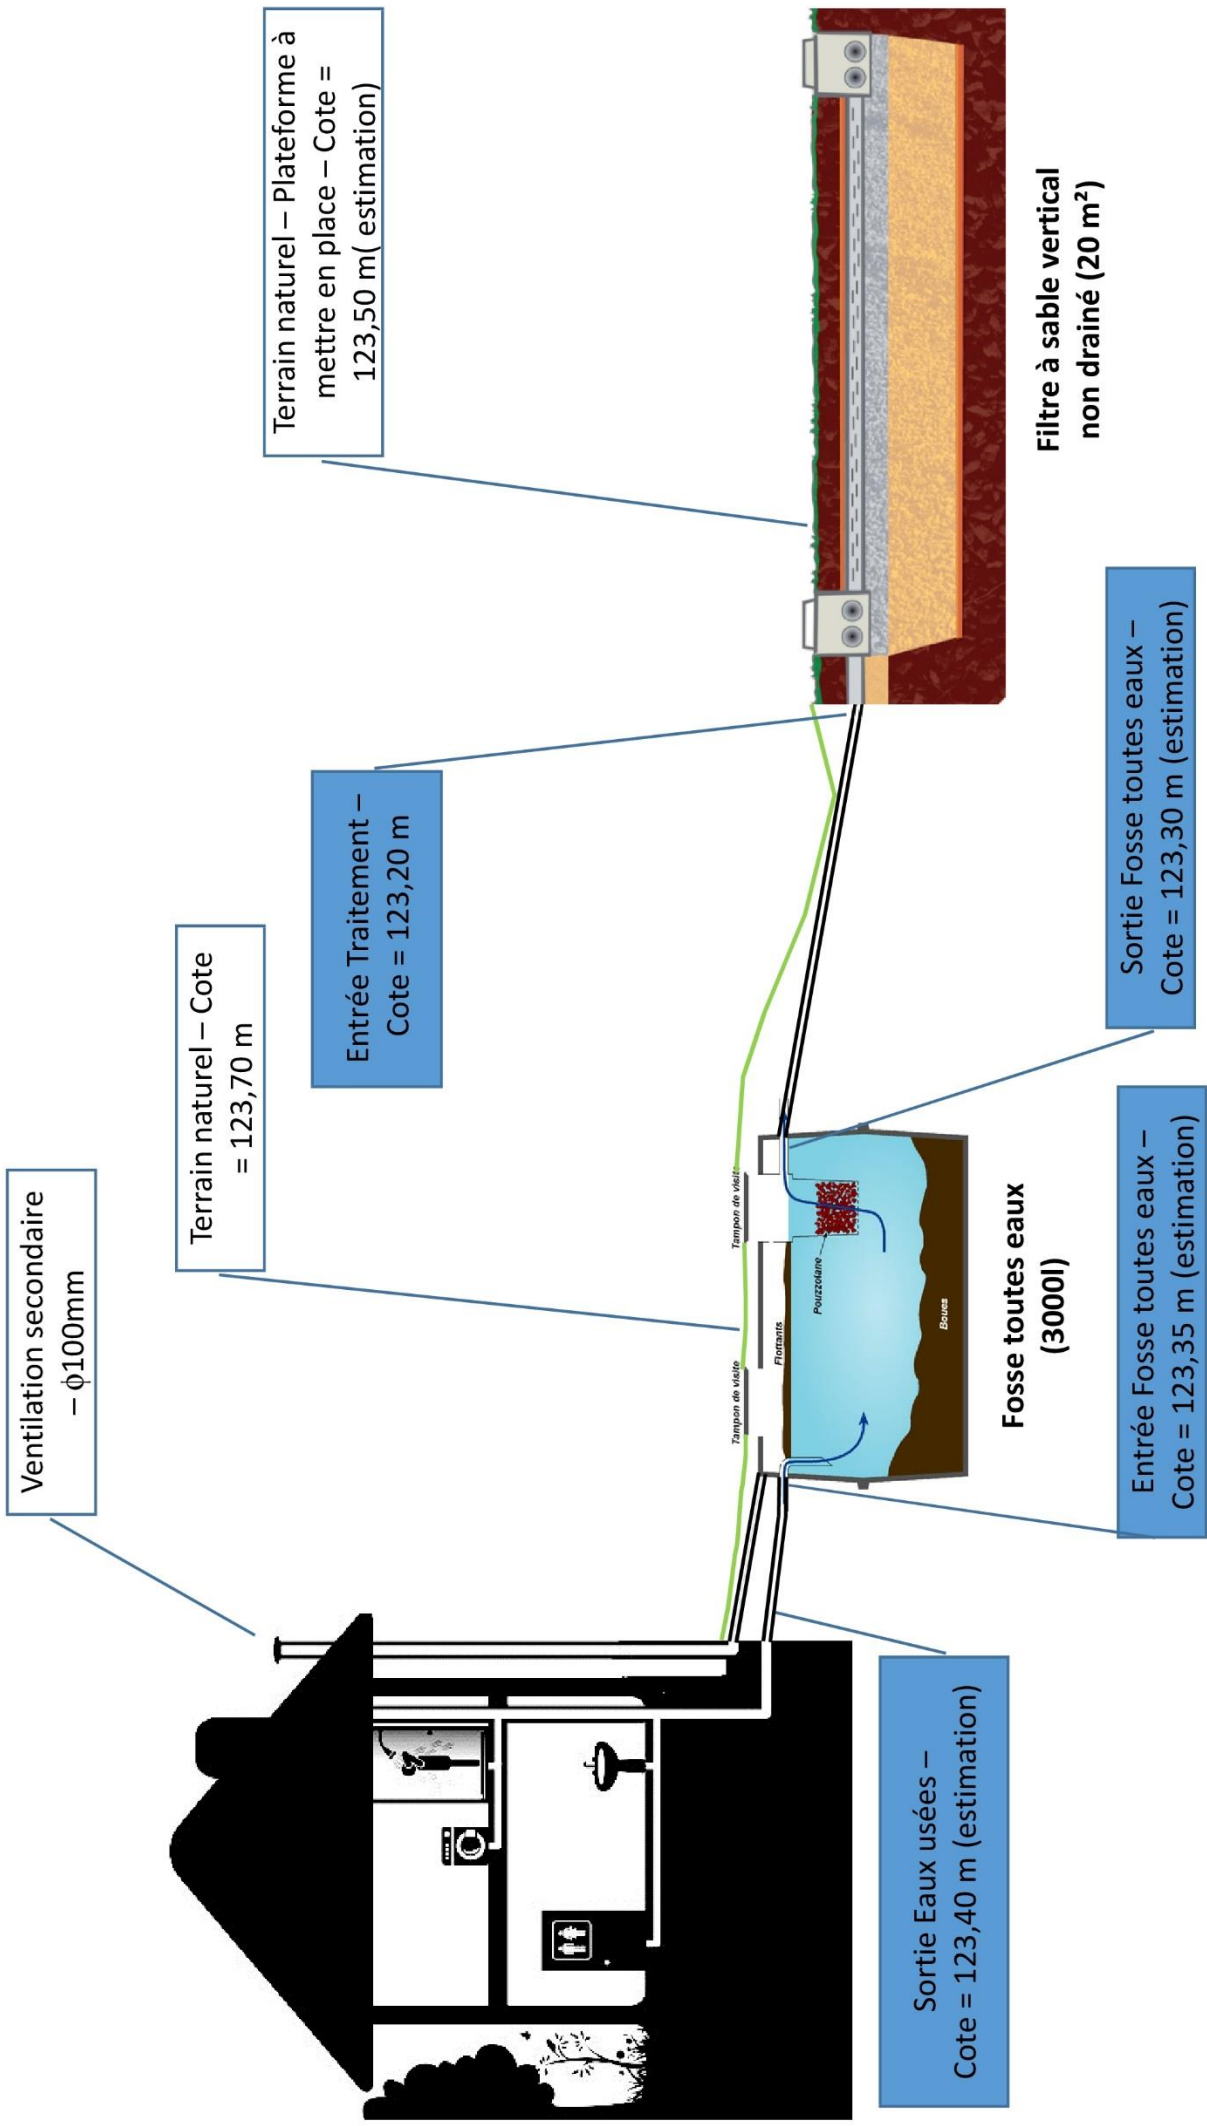 Ventilation secondaire
– ϕ100mm
Terrain naturel – Cote
= 123,70 m
Entrée Traitement –
Cote = 123,20 m
Terrain naturel – Plateforme à
mettre en place – Cote =
123,50 m( estimation)
Tampon de visite
Tampon de visite
Flottants
Pouzzolane
Boues
Fosse toutes eaux
(3000l)
Filtre à sable vertical
non drainé (20 m²)
Sortie Eaux usées –
Cote = 123,40 m (estimation)
Entrée Fosse toutes eaux –
Cote = 123,35 m (estimation)
Sortie Fosse toutes eaux –
Cote = 123,30 m (estimation)